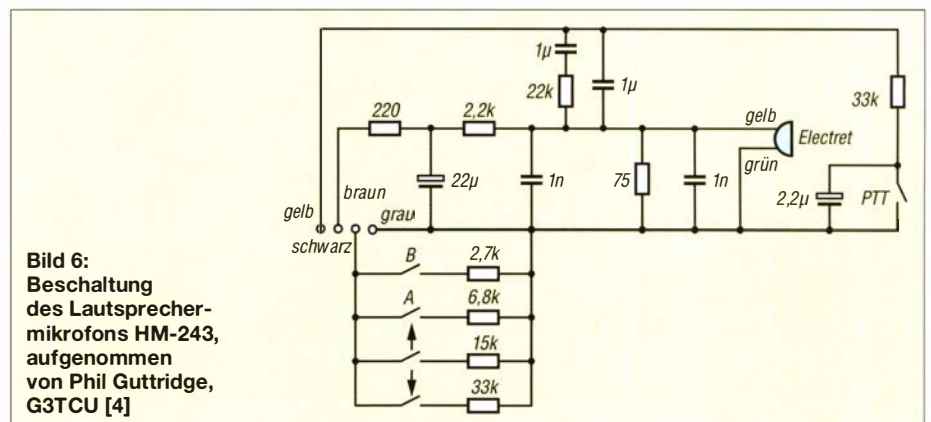 1µ
22k
1µ
33k
220
2,2k
gelb
Electret
grün
22µ
1n
75
1n
2,2µ
PTT
braun
gelb
grau
schwarz
B
2,7k
A
6,8k
15k
33k
Bild 6:
Beschaltung
des Lautsprecher-
mikrofons HM-243,
aufgenommen
von Phil Guttridge,
G3TCU [4]